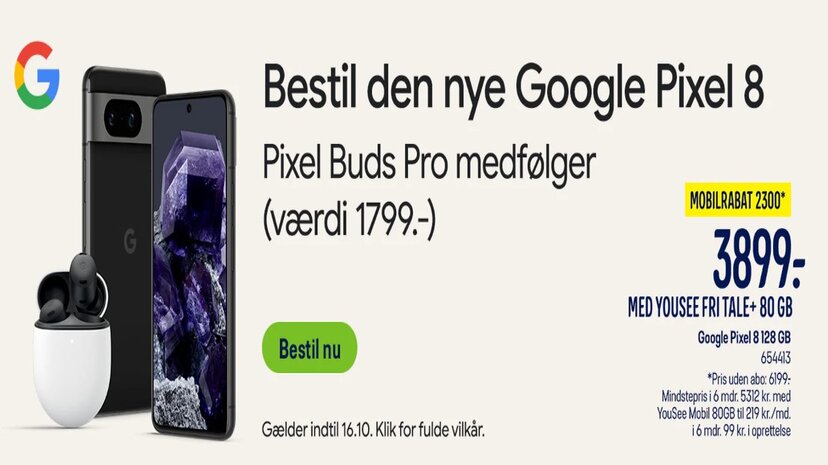 Bestil den nye Google Pixel 8
Pixel Buds Pro medfølger
(værdi 1799.-)
MOBILRABAT 2300*
3899.-
MED YOUSEE FRI TALE+ 80 GB
Google Pixel 8 128 GB
654413
*Pris uden abo: 6199.-
Mindstepris i 6 mdr. 5312 kr. med
YouSee Mobil 80GB til 219 kr./md.
i 6 mdr. 99 kr. i oprettelse
Bestil nu
Gælder indtil 16.10. Klik for fulde vilkår.